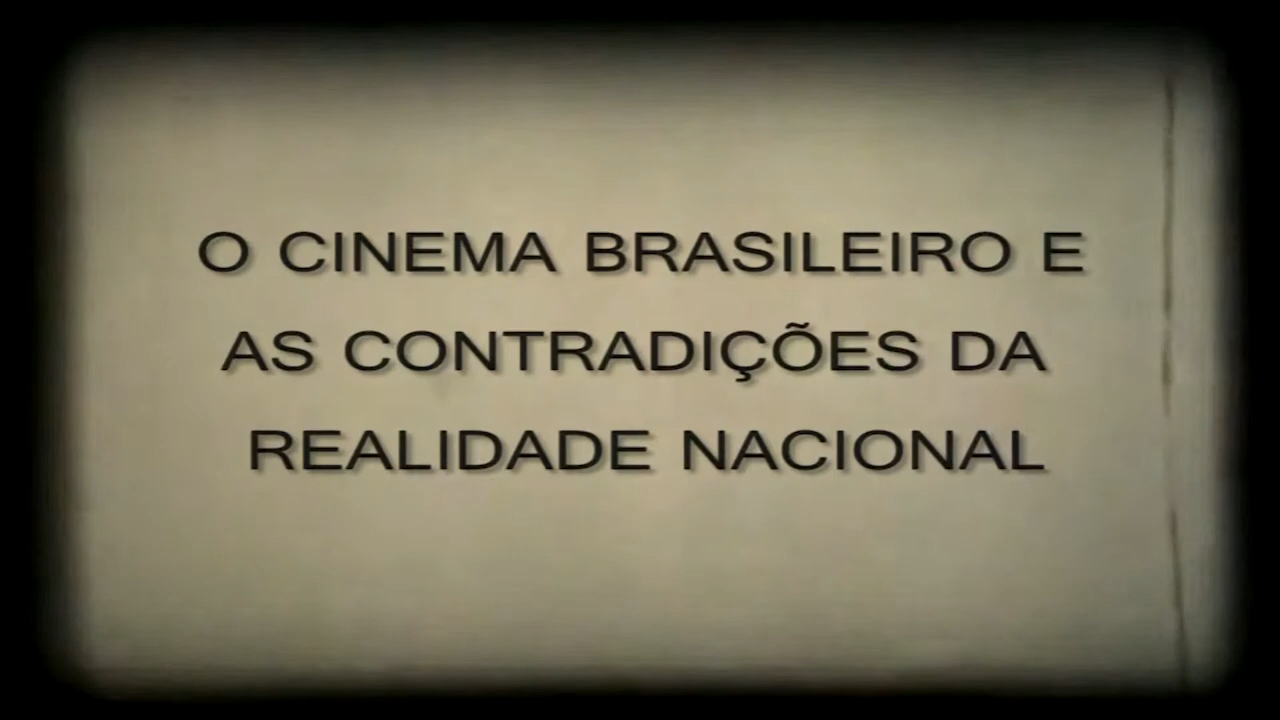 O CINEMA BRASILEIRO E
AS CONTRADIÇÕES DA
REALIDADE NACIONAL